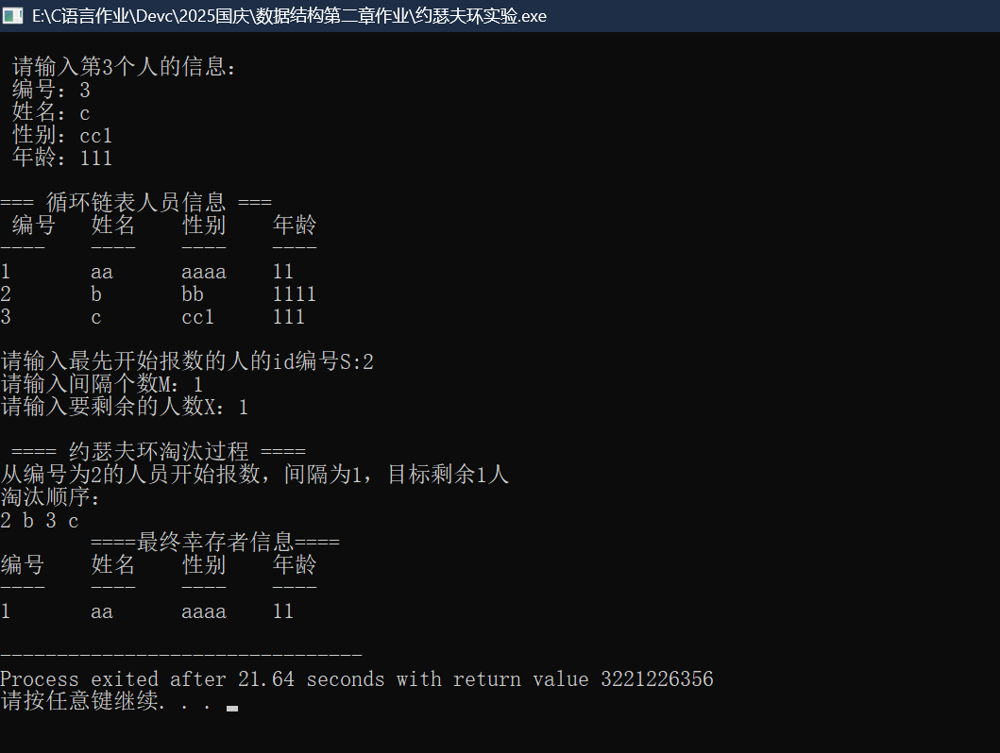 E:\C语言作业\Devc\2025国庆\数据结构第二章作业\约瑟夫环实验.exe
请输入第3个人的信息:
编号: 3
姓名: c
性别: cc1
年龄: 111
=== 循环链表人员信息 ===
编号 姓名 性别 年龄
---- ---- ---- ----
1 aa aaaa 11
2 b bb 1111
3 c cc1 111
请输入最先开始报数的人的id编号S:2
请输入间隔个数M: 1
请输入要剩余的人数X: 1
==== 约瑟夫环淘汰过程 ====
从编号为2的人员开始报数，间隔为1，目标剩余1人
淘汰顺序:
2 b 3 c
====最终幸存者信息====
编号 姓名 性别 年龄
---- ---- ---- ----
1 aa aaaa 11
--------------------------------
Process exited after 21.64 seconds with return value 3221226356
请按任意键继续. . .